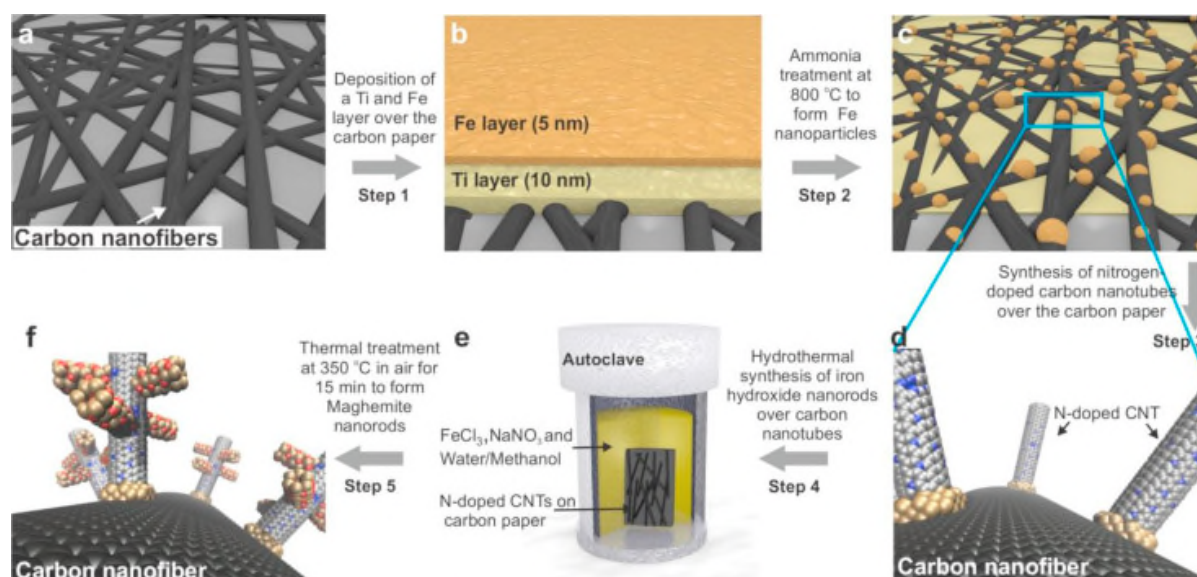 a
Carbon nanofibers
Deposition of
a Ti and Fe
layer over the
carbon paper
Step 1
b
Fe layer (5 nm)
Ti layer (10 nm)
Ammonia
treatment at
800 °C to
form Fe
nanoparticles
Step 2
c
Synthesis of nitrogen-
doped carbon nanotubes
over the carbon paper
Step
d
N-doped CNT
Carbon nanofiber
Hydrothermal
synthesis of iron
hydroxide nanorods
over carbon
nanotubes
Step 4
e
Autoclave
FeCl₃,NaNO₃ and
Water/Methanol
N-doped CNTs on
carbon paper
Thermal treatment
at 350 °C in air for
15 min to form
Maghemite
nanorods
Step 5
f
Carbon nanofiber